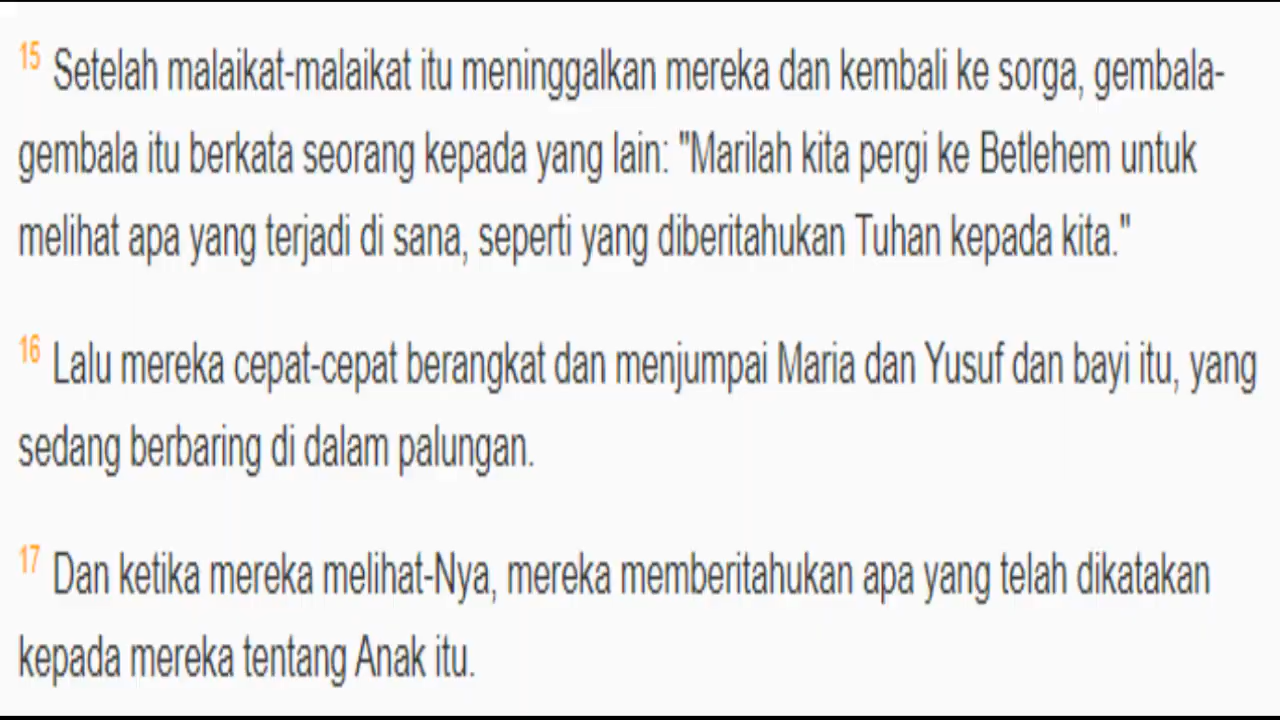 15 Setelah malaikat-malaikat itu meninggalkan mereka dan kembali ke sorga, gembala-
gembala itu berkata seorang kepada yang lain: "Marilah kita pergi ke Betlehem untuk
melihat apa yang terjadi di sana, seperti yang diberitahukan Tuhan kepada kita."
16 Lalu mereka cepat-cepat berangkat dan menjumpai Maria dan Yusuf dan bayi itu, yang
sedang berbaring di dalam palungan.
17 Dan ketika mereka melihat-Nya, mereka memberitahukan apa yang telah dikatakan
kepada mereka tentang Anak itu.